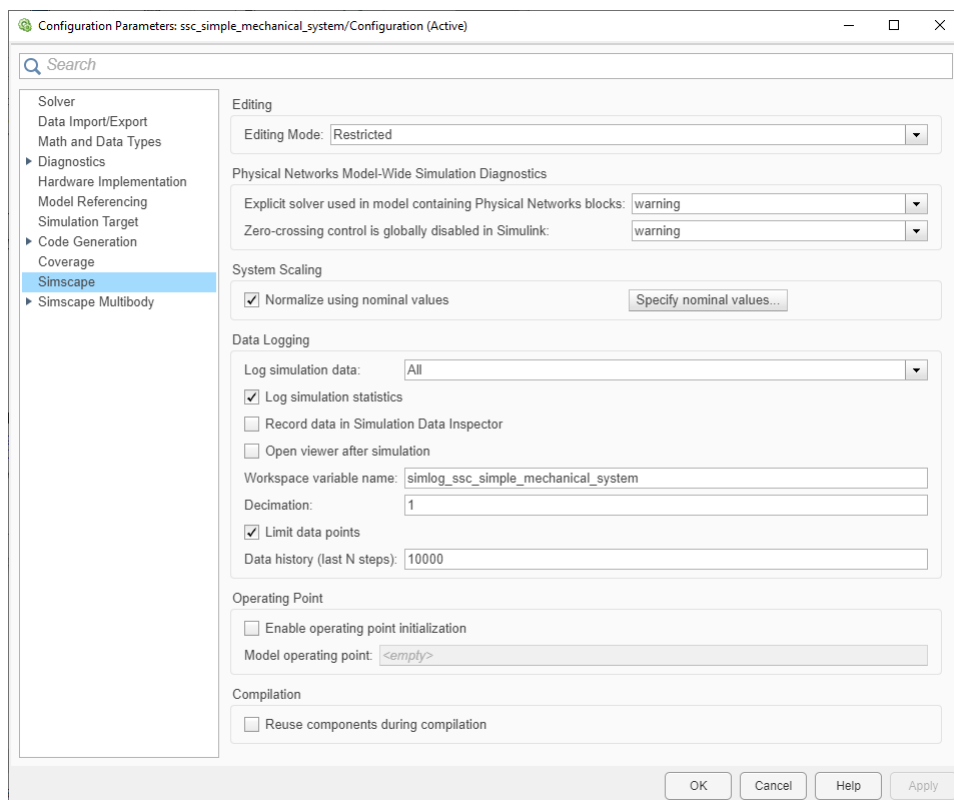 Configuration Parameters: ssc_simple_mechanical_system/Configuration (Active)
Search
Solver
Data Import/Export
Math and Data Types
Diagnostics
Hardware Implementation
Model Referencing
Simulation Target
Code Generation
Coverage
Simscape
Simscape Multibody
Editing
Editing Mode: Restricted
Physical Networks Model-Wide Simulation Diagnostics
Explicit solver used in model containing Physical Networks blocks: warning
Zero-crossing control is globally disabled in Simulink: warning
System Scaling
Normalize using nominal values Specify nominal values...
Data Logging
Log simulation data: All
Log simulation statistics
Record data in Simulation Data Inspector
Open viewer after simulation
Workspace variable name: simlog_ssc_simple_mechanical_system
Decimation: 1
Limit data points
Data history (last N steps): 10000
Operating Point
Enable operating point initialization
Model operating point: <empty>
Compilation
Reuse components during compilation
OK Cancel Help Apply